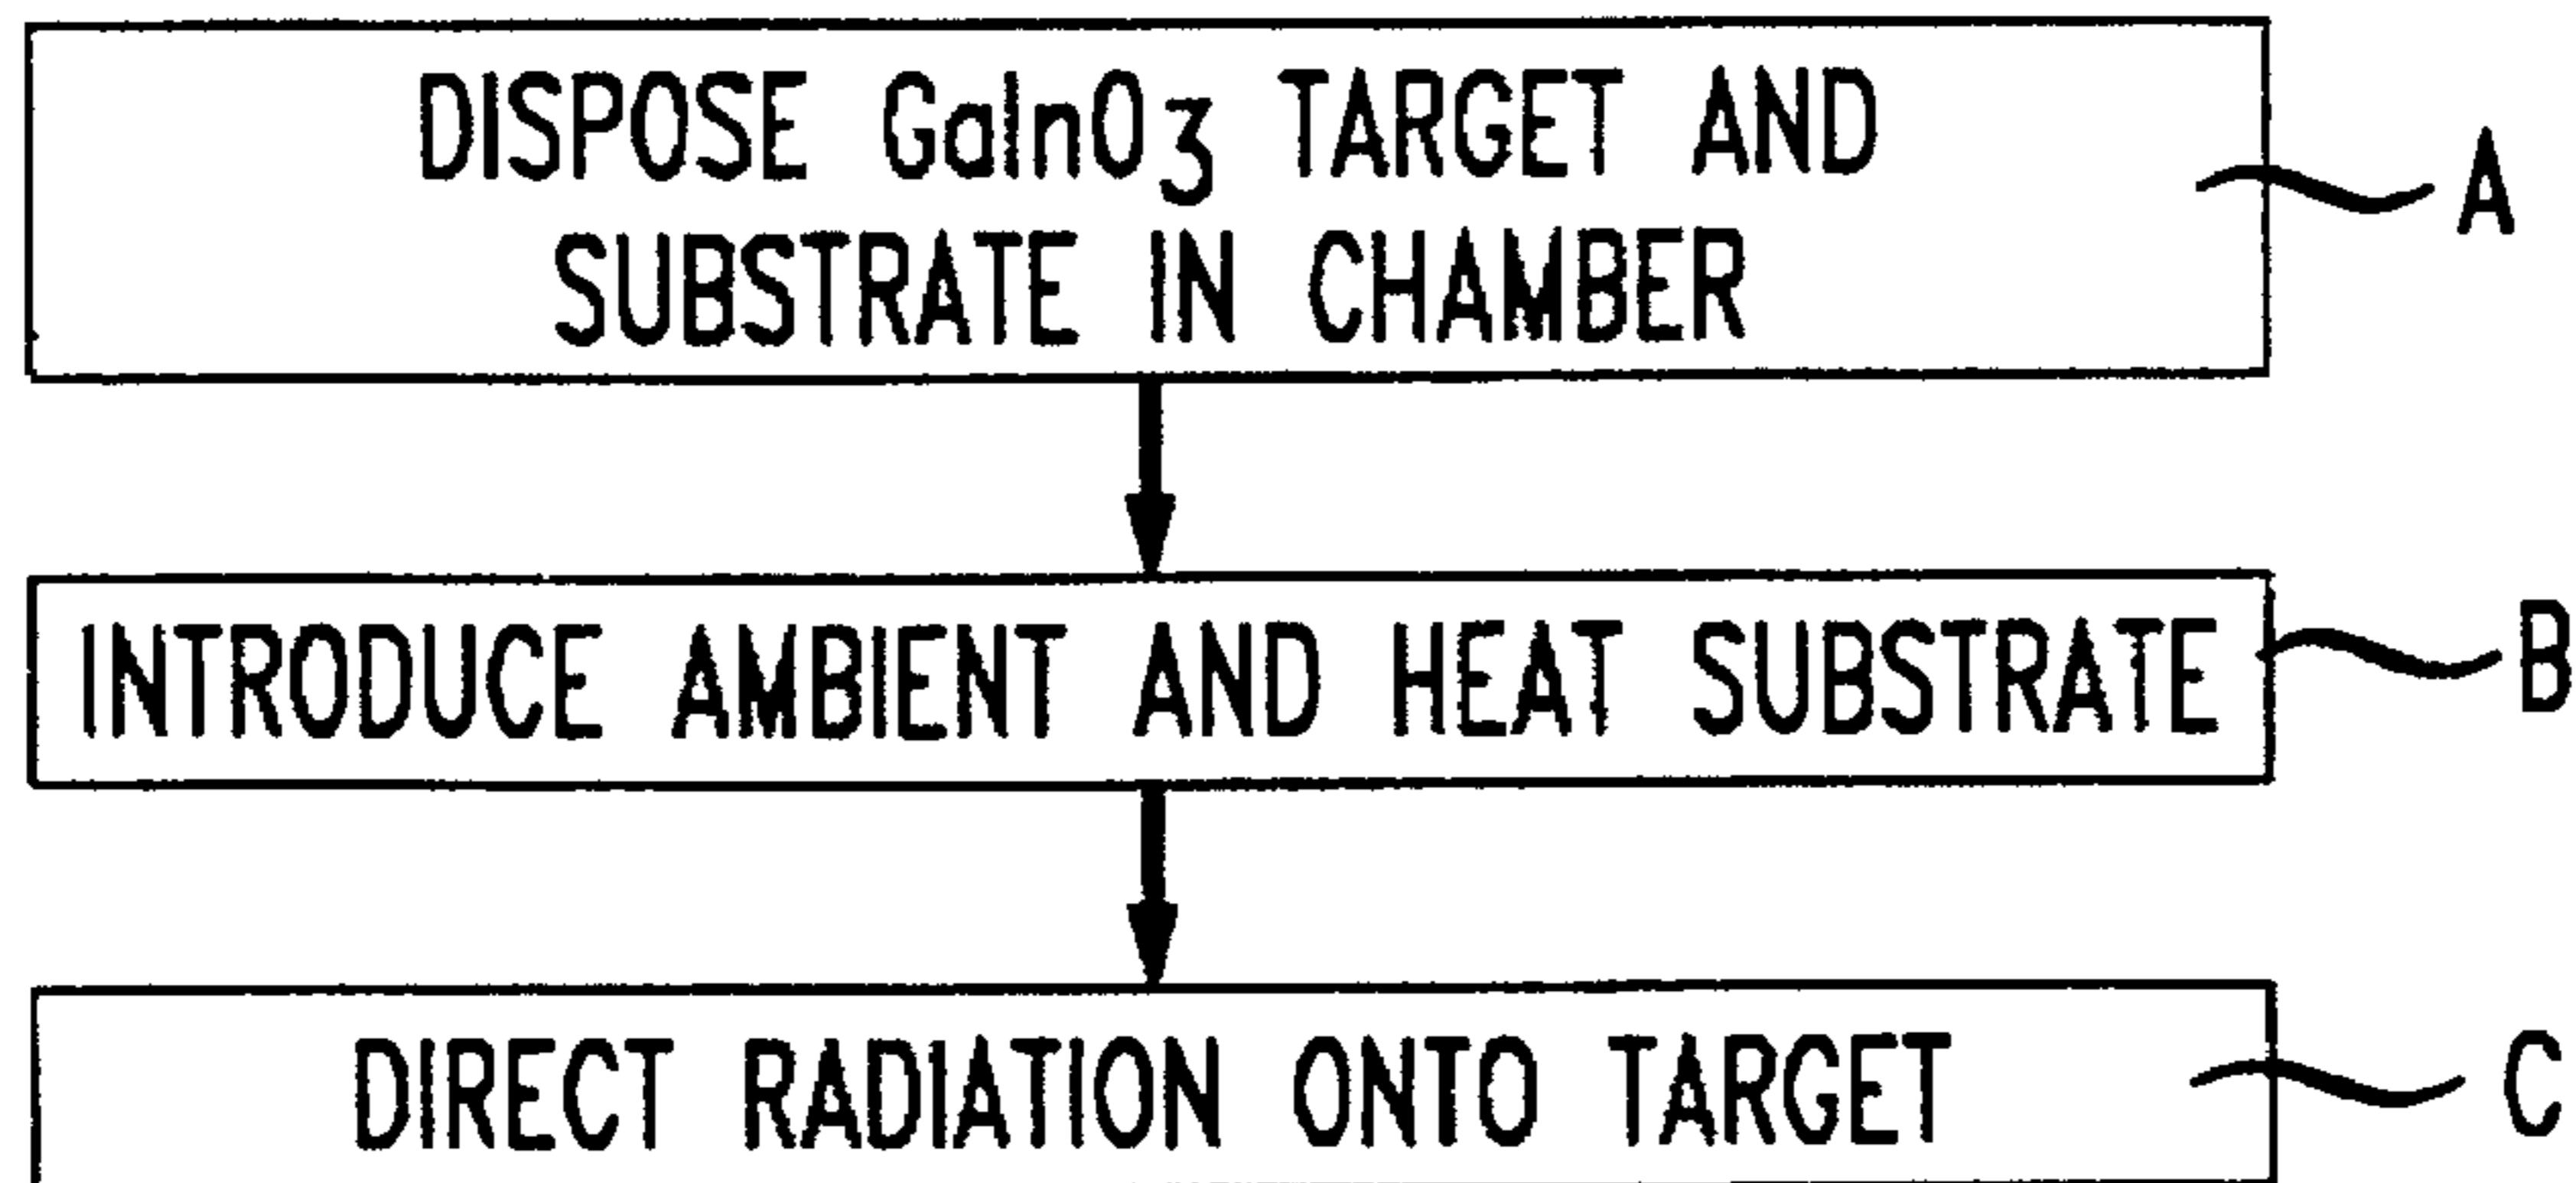 DISPOSE GaInO3 TARGET AND
SUBSTRATE IN CHAMBER
A
INTRODUCE AMBIENT AND HEAT SUBSTRATE
B
DIRECT RADIATION ONTO TARGET
C